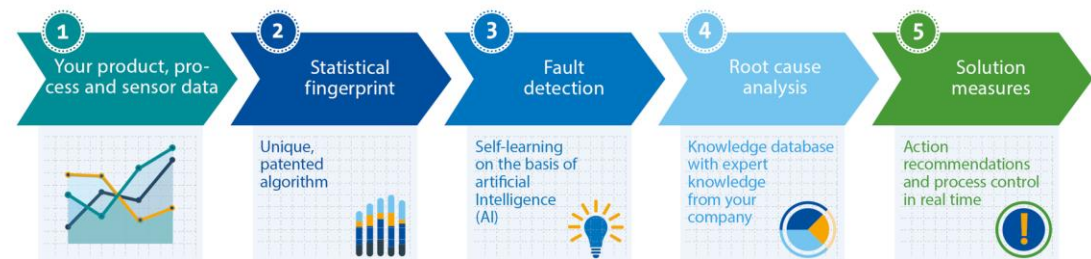 1
Your product, pro-
cess and sensor data
2
Statistical
fingerprint
Unique,
patented
algorithm
3
Fault
detection
Self-learning
on the basis of
artificial
Intelligence
(AI)
4
Root cause
analysis
Knowledge database
with expert
knowledge
from your
company
5
Solution
measures
Action
recommendations
and process control
in real time
!